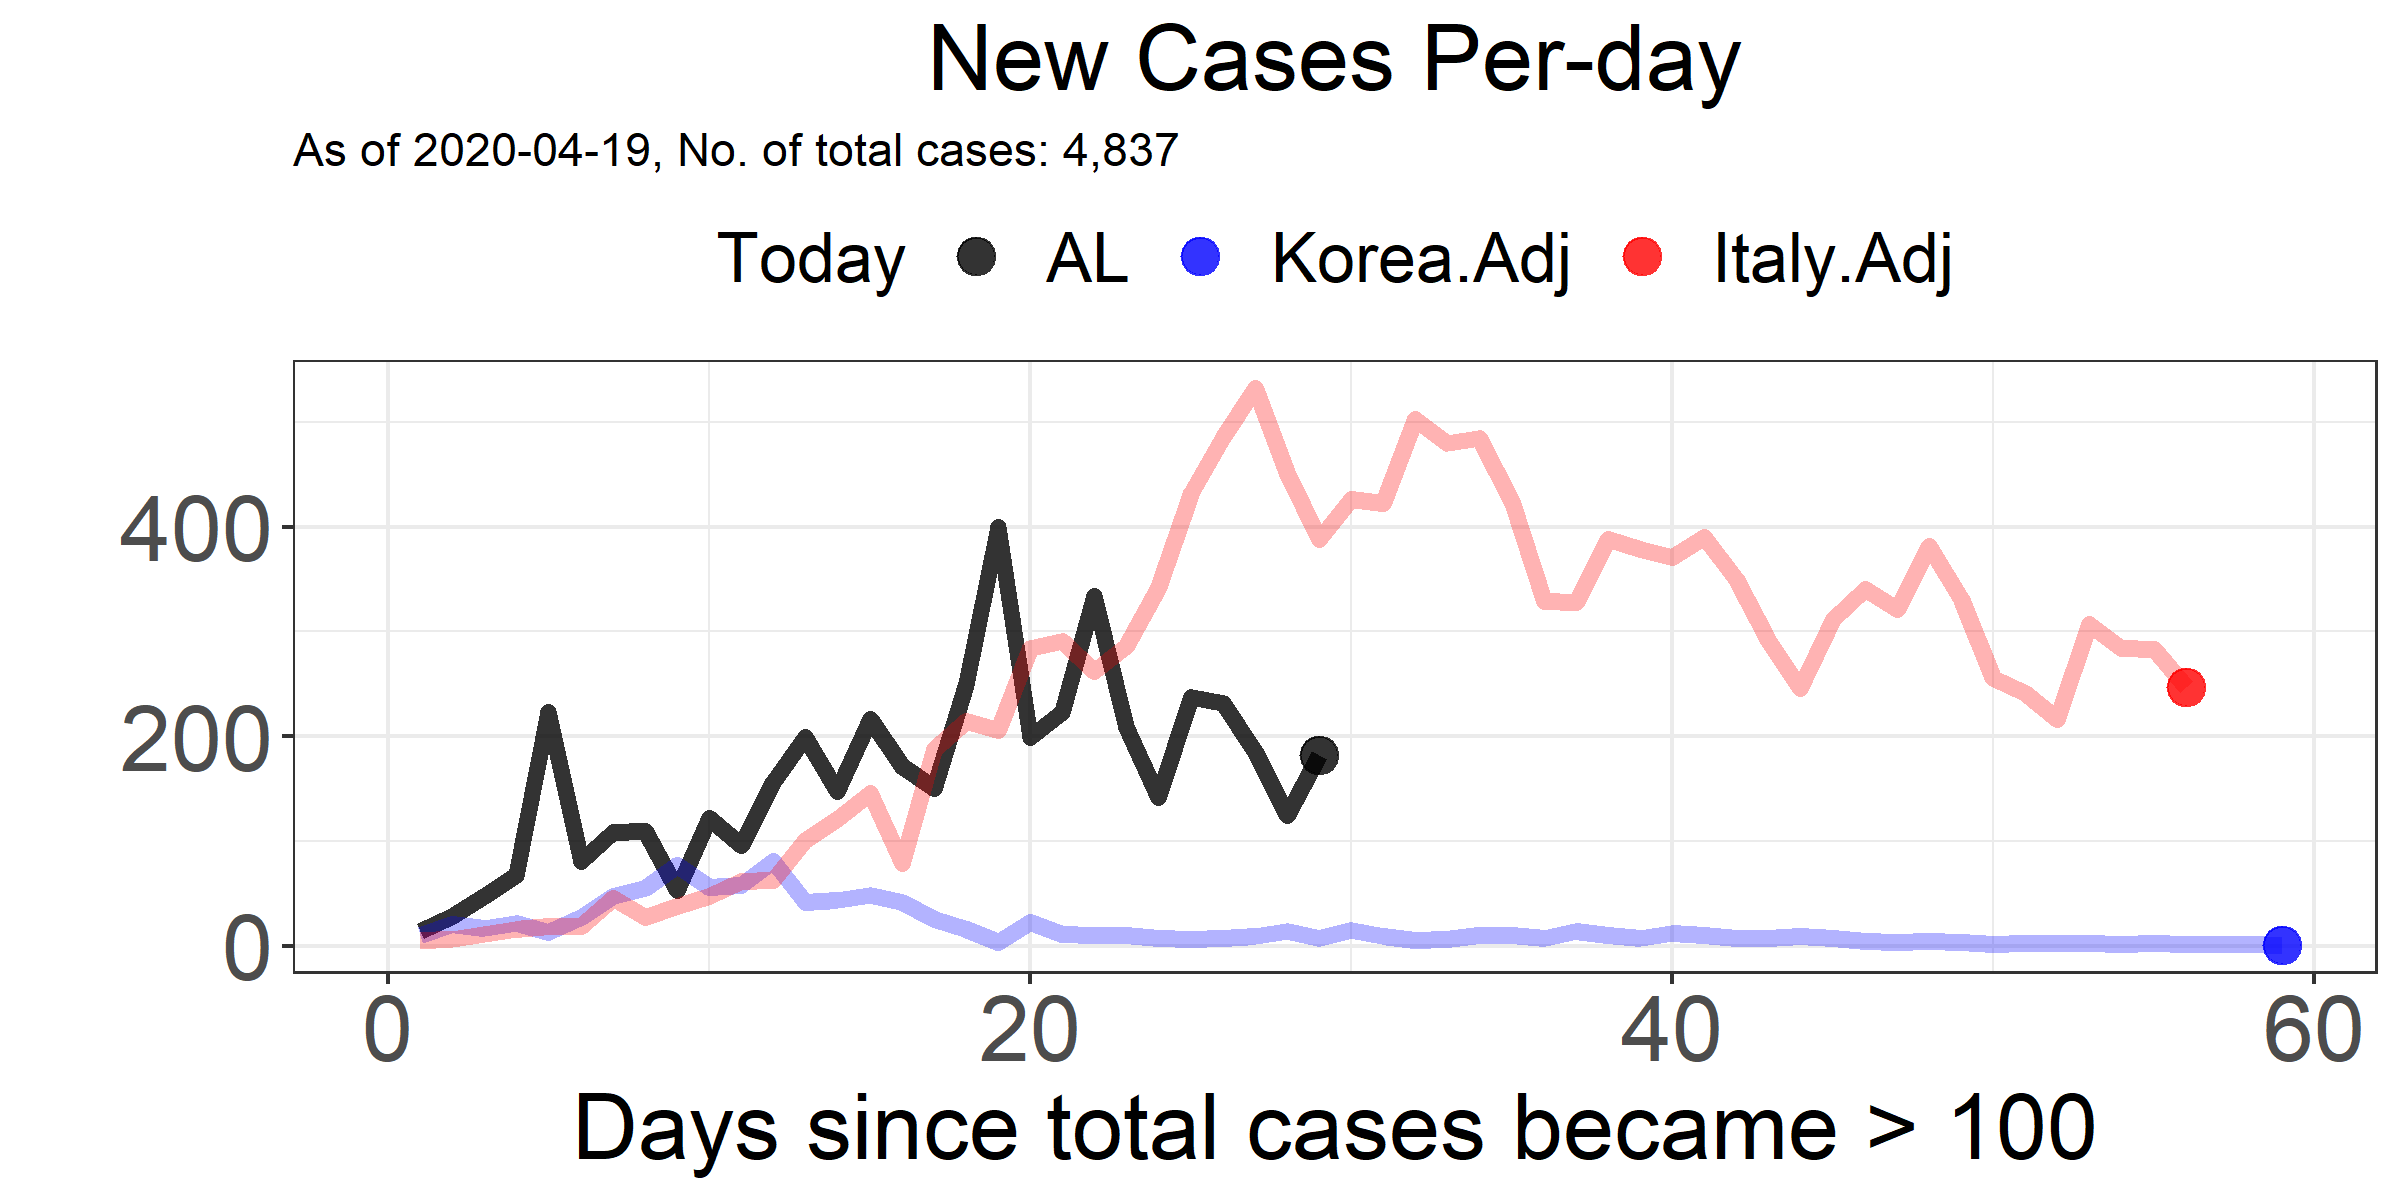 New Cases Per-day
As of 2020-04-19, No. of total cases: 4,837
Today AL Korea.Adj Italy.Adj
400
200
0
0 20 40 60
Days since total cases became > 100